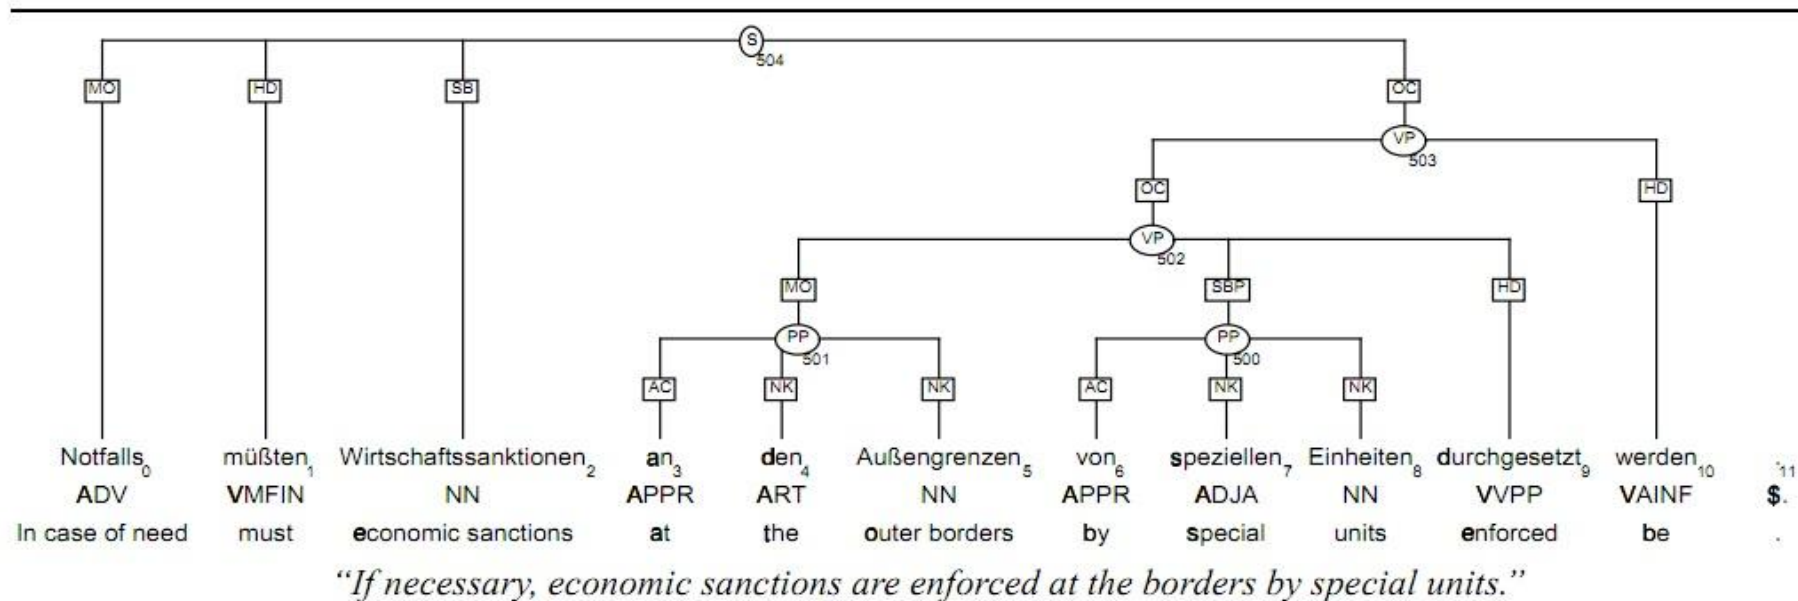 S
504
MO HD SB OC
VP
503
OC HD
VP
502
MO SBP HD
PP
501
PP
500
AC NK NK AC NK NK
Notfalls0 müßten1 Wirtschaftssanktionen2 an3 den4 Außengrenzen5 von6 speziellen7 Einheiten8 durchgesetzt9 werden10 .11
ADV VMFIN NN APPR ART NN APPR ADJA NN VVPP VAINF $.
In case of need must economic sanctions at the outer borders by special units enforced be .
“If necessary, economic sanctions are enforced at the borders by special units.”